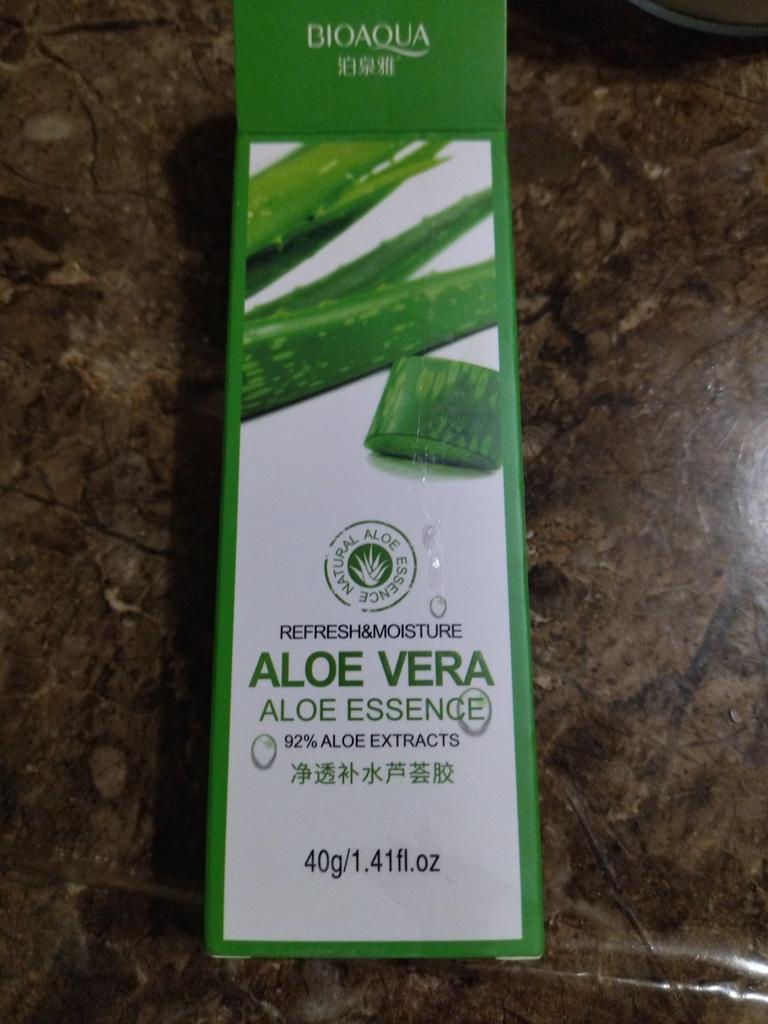 BIOAQUA
泊泉雅
NATURAL ALOE ESSENCE
REFRESH&MOISTURE
ALOE VERA
ALOE ESSENCE
92% ALOE EXTRACTS
净透补水芦荟胶
40g/1.41fl.oz